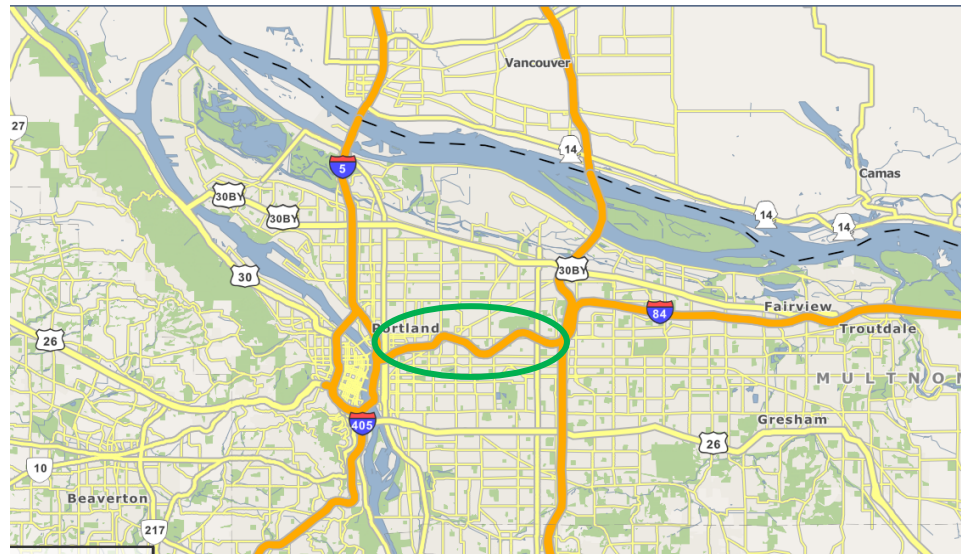 Vancouver
27
14
5
Camas
30BY
30BY
14
14
30BY
30
84
Fairview
Portland
Troutdale
26
MULTNOM
405
Gresham
26
10
Beaverton
217